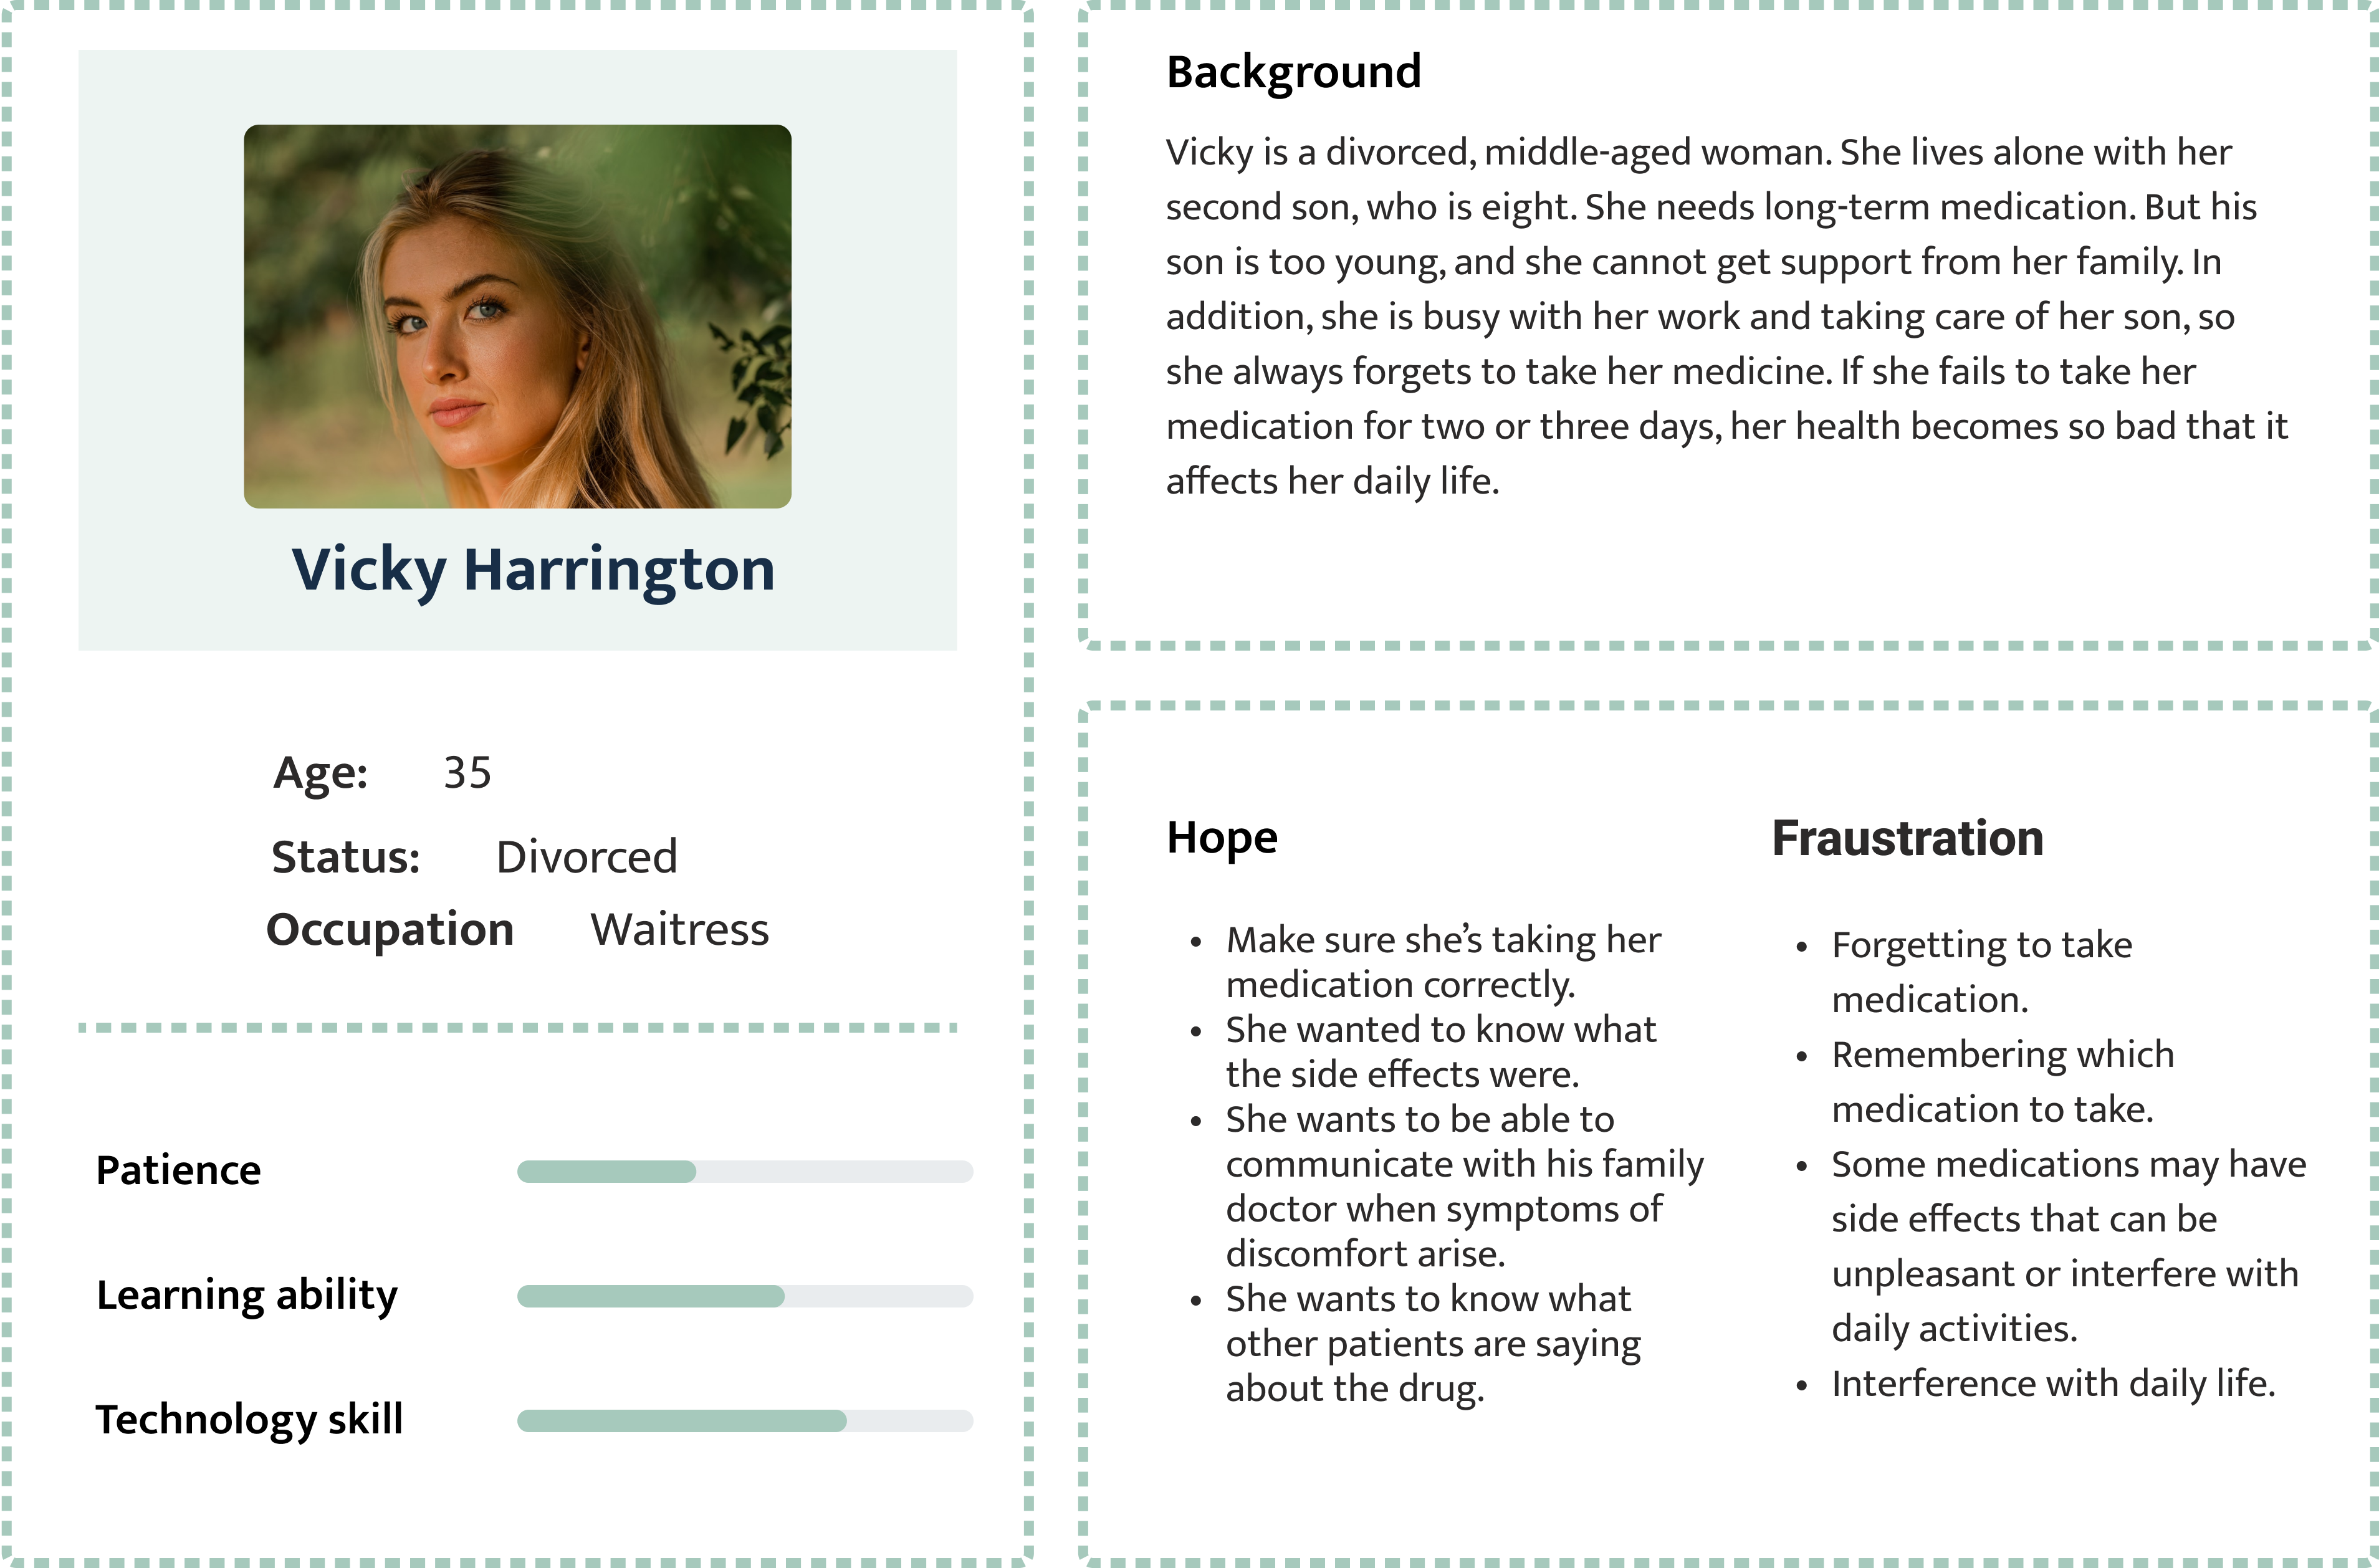 Vicky Harrington
Age: 35
Status: Divorced
Occupation Waitress
Patience
Learning ability
Technology skill
Background
Vicky is a divorced, middle-aged woman. She lives alone with her
second son, who is eight. She needs long-term medication. But his
son is too young, and she cannot get support from her family. In
addition, she is busy with her work and taking care of her son, so
she always forgets to take her medicine. If she fails to take her
medication for two or three days, her health becomes so bad that it
affects her daily life.
Hope
• Make sure she’s taking her
medication correctly.
• She wanted to know what
the side effects were.
• She wants to be able to
communicate with his family
doctor when symptoms of
discomfort arise.
• She wants to know what
other patients are saying
about the drug.
Fraustration
• Forgetting to take
medication.
• Remembering which
medication to take.
• Some medications may have
side effects that can be
unpleasant or interfere with
daily activities.
• Interference with daily life.